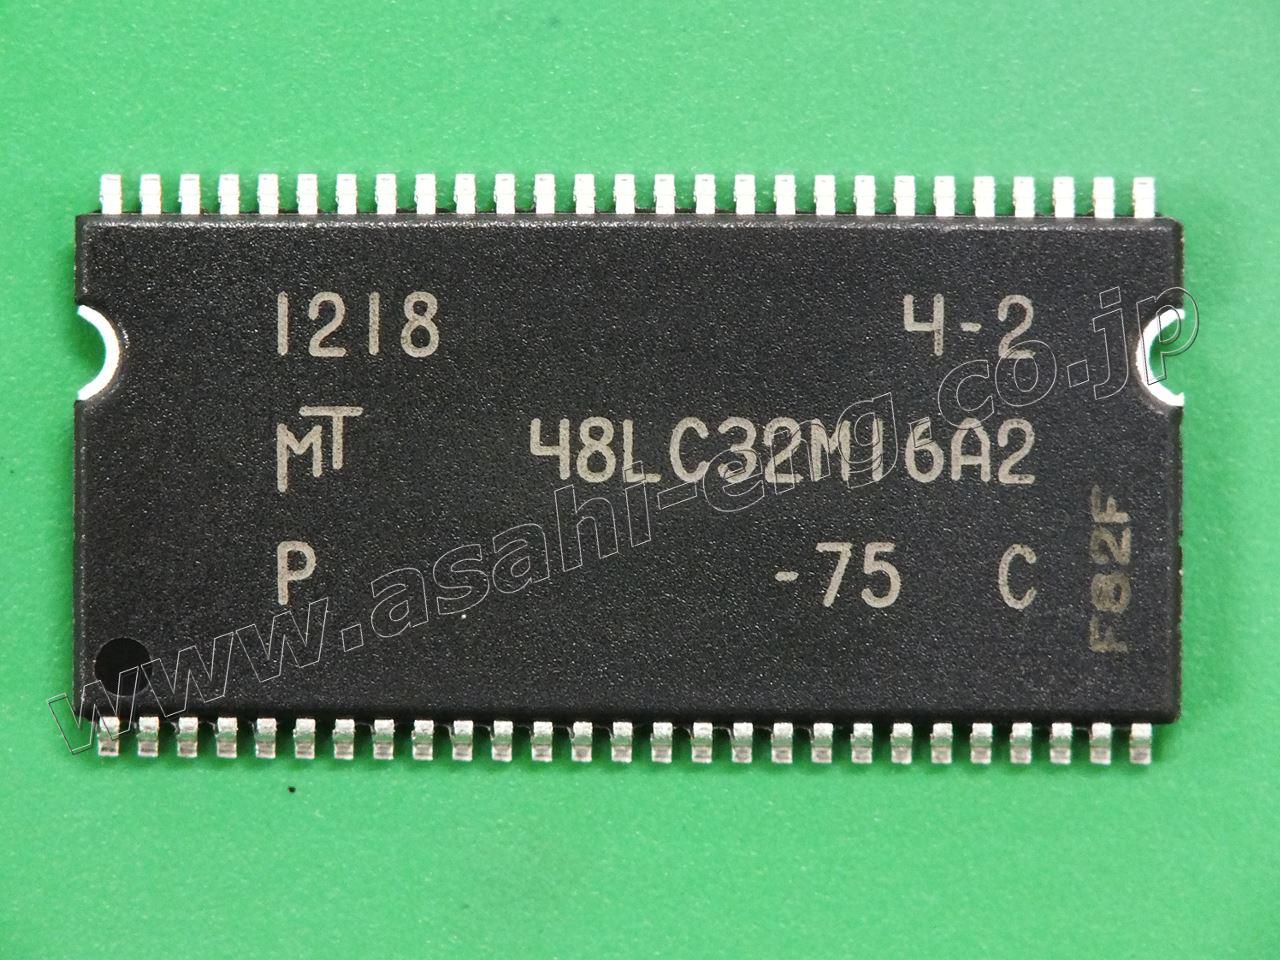 1218 4-2
MT 48LC32M16A2
P -75 C
F82F
www.asahi-eng.co.jp